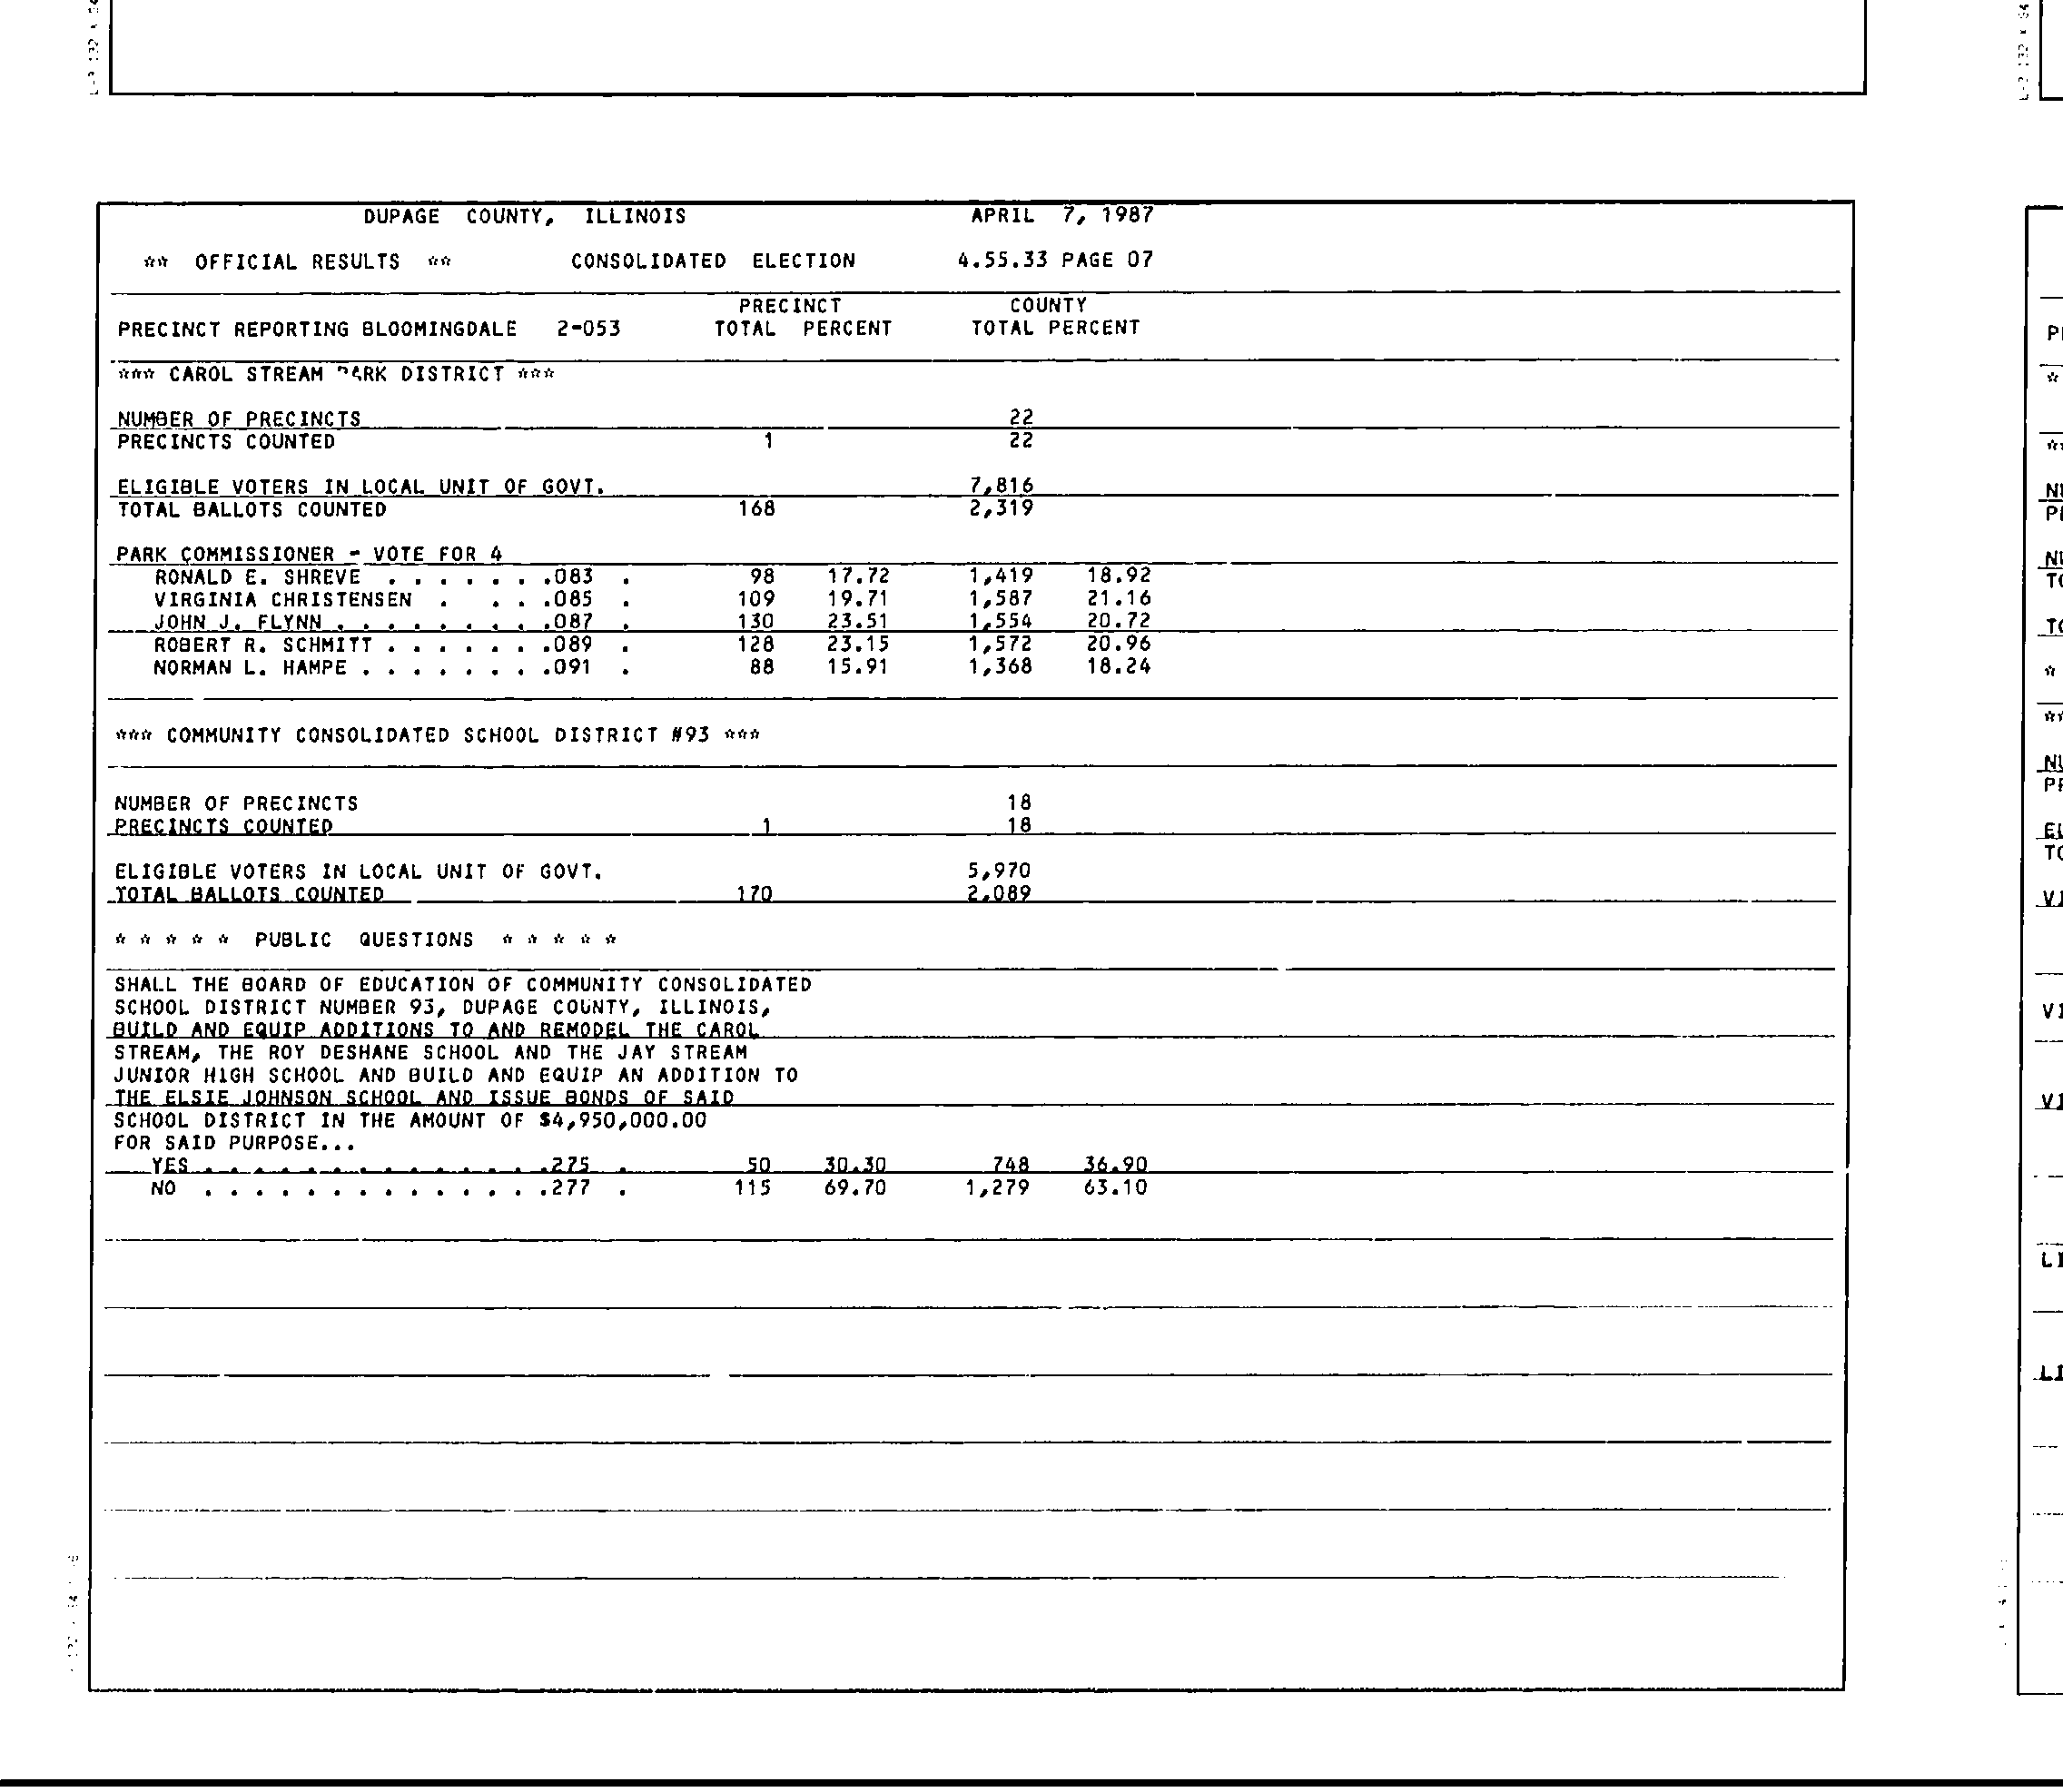 DUPAGE COUNTY, ILLINOIS APRIL 7, 1987
** OFFICIAL RESULTS ** CONSOLIDATED ELECTION 4.55.33 PAGE 07
PRECINCT COUNTY
PRECINCT REPORTING BLOOMINGDALE 2-053 TOTAL PERCENT TOTAL PERCENT
*** CAROL STREAM PARK DISTRICT ***
NUMBER OF PRECINCTS 22
PRECINCTS COUNTED 1 22
ELIGIBLE VOTERS IN LOCAL UNIT OF GOVT. 7,816
TOTAL BALLOTS COUNTED 168 2,319
PARK COMMISSIONER - VOTE FOR 4
RONALD E. SHREVE . . . . . . .083 . 98 17.72 1,419 18.92
VIRGINIA CHRISTENSEN . . . .085 . 109 19.71 1,587 21.16
JOHN J. FLYNN . . . . . . . . .087 . 130 23.51 1,554 20.72
ROBERT R. SCHMITT . . . . . . .089 . 128 23.15 1,572 20.96
NORMAN L. HAMPE . . . . . . . .091 . 88 15.91 1,368 18.24
*** COMMUNITY CONSOLIDATED SCHOOL DISTRICT #93 ***
NUMBER OF PRECINCTS 18
PRECINCTS COUNTED 1 18
ELIGIBLE VOTERS IN LOCAL UNIT OF GOVT. 5,970
TOTAL BALLOTS COUNTED 170 2,089
* * * * * PUBLIC QUESTIONS * * * * *
SHALL THE BOARD OF EDUCATION OF COMMUNITY CONSOLIDATED
SCHOOL DISTRICT NUMBER 93, DUPAGE COUNTY, ILLINOIS,
BUILD AND EQUIP ADDITIONS TO AND REMODEL THE CAROL
STREAM, THE ROY DESHANE SCHOOL AND THE JAY STREAM
JUNIOR HIGH SCHOOL AND BUILD AND EQUIP AN ADDITION TO
THE ELSIE JOHNSON SCHOOL AND ISSUE BONDS OF SAID
SCHOOL DISTRICT IN THE AMOUNT OF $4,950,000.00
FOR SAID PURPOSE...
YES . . . . . . . . . . . . . .275 . 50 30.30 748 36.90
NO . . . . . . . . . . . . . .277 . 115 69.70 1,279 63.10